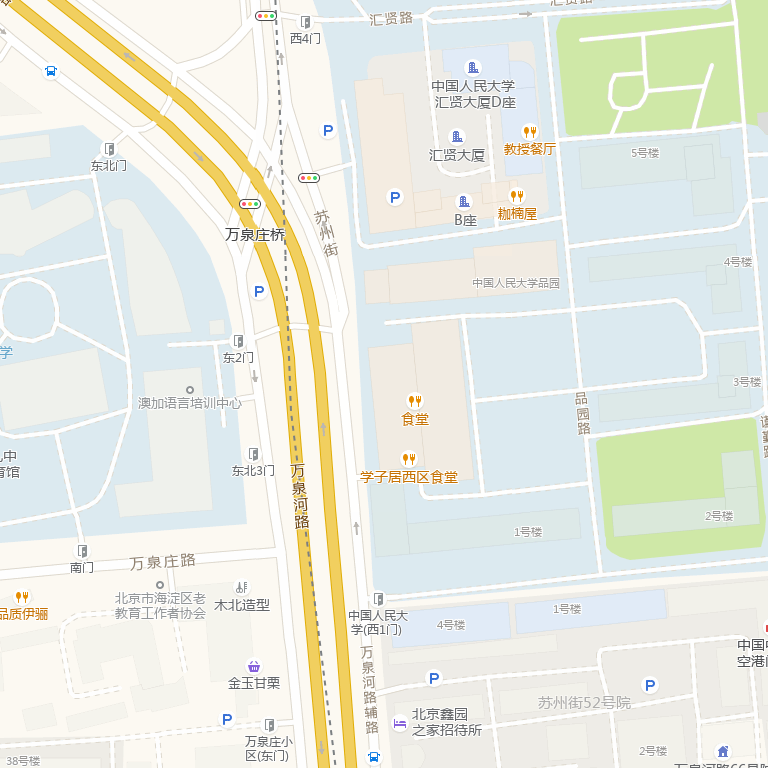 汇贤路
汇贤路
西4门
P
中国人民大学
汇贤大厦D座
教授餐厅
汇贤大厦
5号楼
东北门
P
枷楠屋
B座
苏州街
万泉庄桥
4号楼
中国人民大学品园
P
学
东2门
3号楼
澳加语言培训中心
食堂
品园路
东北3门
学子居西区食堂
万泉河路
2号楼
1号楼
万泉庄路
南门
品质伊骊
北京市海淀区老
教育工作者协会
木北造型
中国人民大
学(西1门)
4号楼
1号楼
万泉河路辅路
金玉甘栗
P
P
苏州街52号院
P
北京鑫园
之家招待所
万泉庄小
区(东门)
38号楼
2号楼